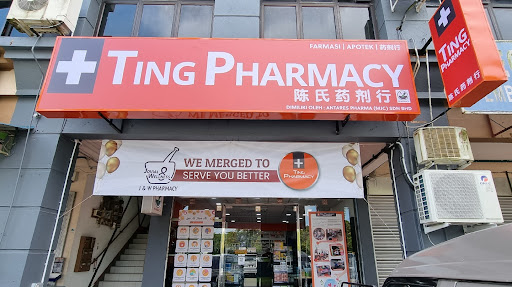 FARMASI | APOTEK | 药剂行
TING PHARMACY
陈氏药剂行
DIMILIKI OLEH : ANTARES PHARMA (MJC) SDN BHD
TING
PHARMACY
陈氏药剂行
WE MERGED TO
SERVE YOU BETTER
J & W PHARMACY
TING
PHARMACY